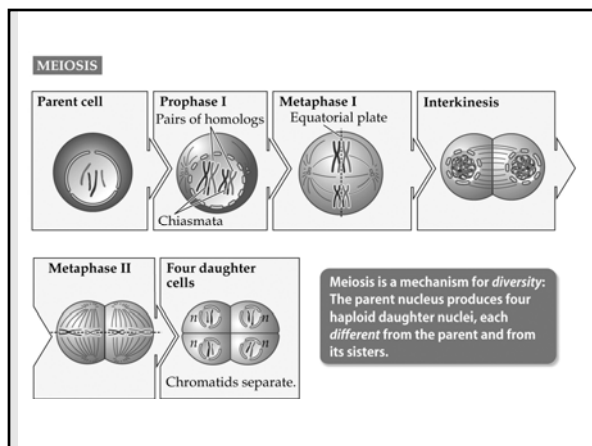 MEIOSIS
Parent cell
Prophase I
Pairs of homologs
Chiasmata
Metaphase I
Equatorial plate
Interkinesis
Metaphase II
Four daughter
cells
n
n
n
n
Chromatids separate.
Meiosis is a mechanism for diversity:
The parent nucleus produces four
haploid daughter nuclei, each
different from the parent and from
its sisters.